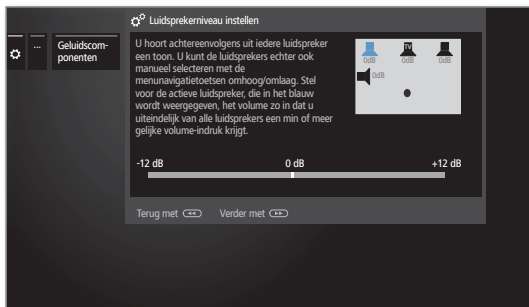 Luidsprekerniveau instellen
...
Geluidscom-
ponenten
U hoort achtereenvolgens uit iedere luidspreker
een toon. U kunt de luidsprekers echter ook
manueel selecteren met de
menunavigatietoetsen omhoog/omlaag. Stel
voor de actieve luidspreker, die in het blauw
wordt weergegeven, het volume zo in dat u
uiteindelijk van alle luidsprekers een min of meer
gelijke volume-indruk krijgt.
TV
0dB 0dB 0dB
0dB
-12 dB 0 dB +12 dB
Terug met Verder met